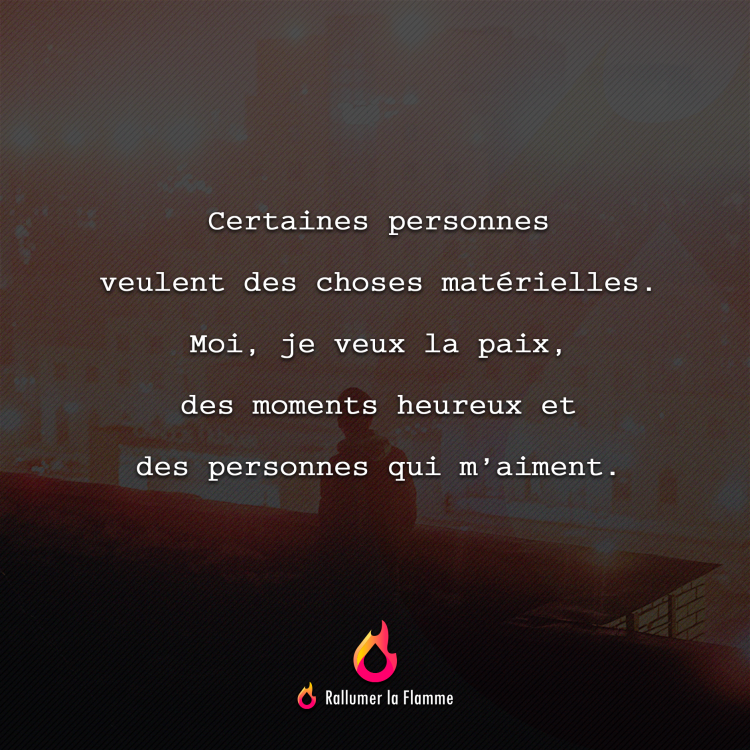 Certaines personnes
veulent des choses matérielles.
Moi, je veux la paix,
des moments heureux et
des personnes qui m’aiment.
Rallumer la Flamme